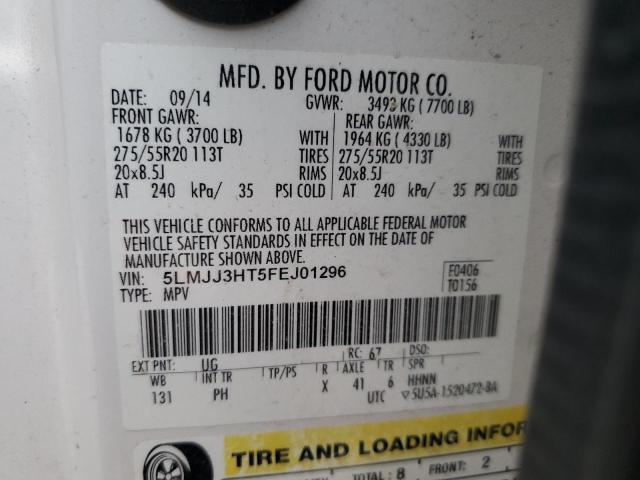 MFD. BY FORD MOTOR CO.
DATE: 09/14 GVWR: 3493 KG ( 7700 LB)
FRONT GAWR: REAR GAWR:
1678 KG ( 3700 LB) WITH 1964 KG ( 4330 LB) WITH
275/55R20 113T TIRES 275/55R20 113T TIRES
20x8.5J RIMS 20x8.5J RIMS
AT 240 kPa/ 35 PSI COLD AT 240 kPa/ 35 PSI COLD
THIS VEHICLE CONFORMS TO ALL APPLICABLE FEDERAL MOTOR
VEHICLE SAFETY STANDARDS IN EFFECT ON THE DATE OF
MANUFACTURE SHOWN ABOVE.
VIN: 5LMJJ3HT5FEJ01296 F0406
TYPE: MPV T0156
EXT PNT: UG RC: 67 DSO:
WB INT TR TP/PS R AXLE TR SPR
131 PH X 41 6 HHNN
UTC ▽5U5A-1520472-BA
TIRE AND LOADING INFOR
TOTAL: 8 FRONT: 2